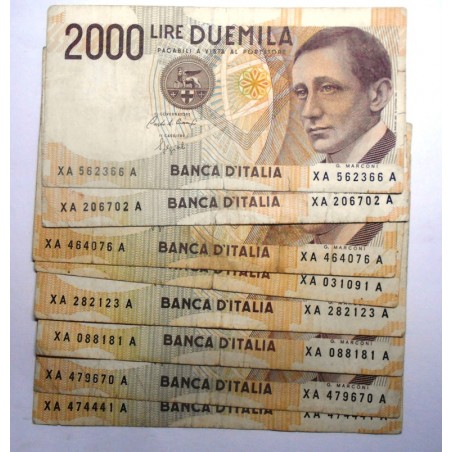 2000 LIRE DUEMILA
PAGABILI A VISTA AL PORTATORE
G. MARCONI
XA 562366 A BANCA D'ITALIA XA 562366 A
XA 206702 A BANCA D'ITALIA XA 206702 A
G. MARCONI
XA 464076 A BANCA D'ITALIA XA 464076 A
XA 031091 A
XA 282123 A BANCA D'ITALIA XA 282123 A
XA 088181 A BANCA D'ITALIA XA 088181 A
G. MARCONI
XA 479670 A BANCA D'ITALIA XA 479670 A
XA 474441 A BANCA D'ITALIA XA 474441 A